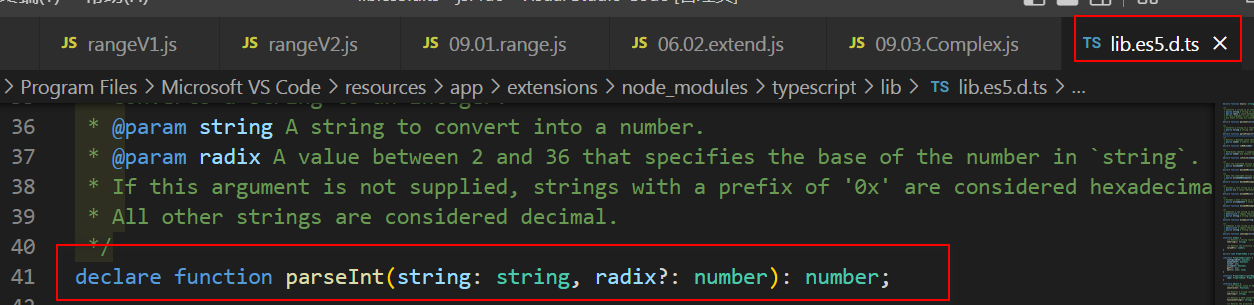 JS rangeV1.js JS rangeV2.js JS 09.01.range.js JS 06.02.extend.js JS 09.03.Complex.js TS lib.es5.d.ts ×
> Program Files > Microsoft VS Code > resources > app > extensions > node_modules > typescript > lib > TS lib.es5.d.ts > ...
36 * @param string A string to convert into a number.
37 * @param radix A value between 2 and 36 that specifies the base of the number in `string`.
38 * If this argument is not supplied, strings with a prefix of '0x' are considered hexadecima
39 * All other strings are considered decimal.
40 */
41 declare function parseInt(string: string, radix?: number): number;